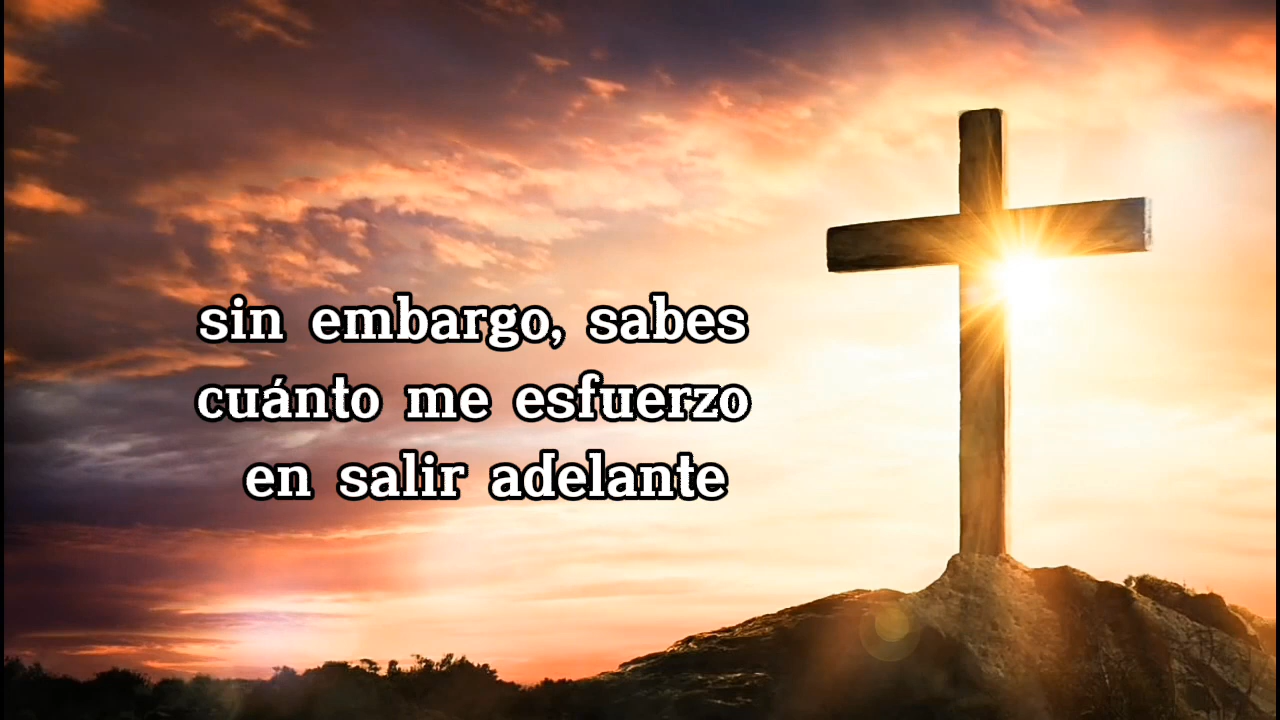 sin embargo, sabes
cuánto me esfuerzo
en salir adelante